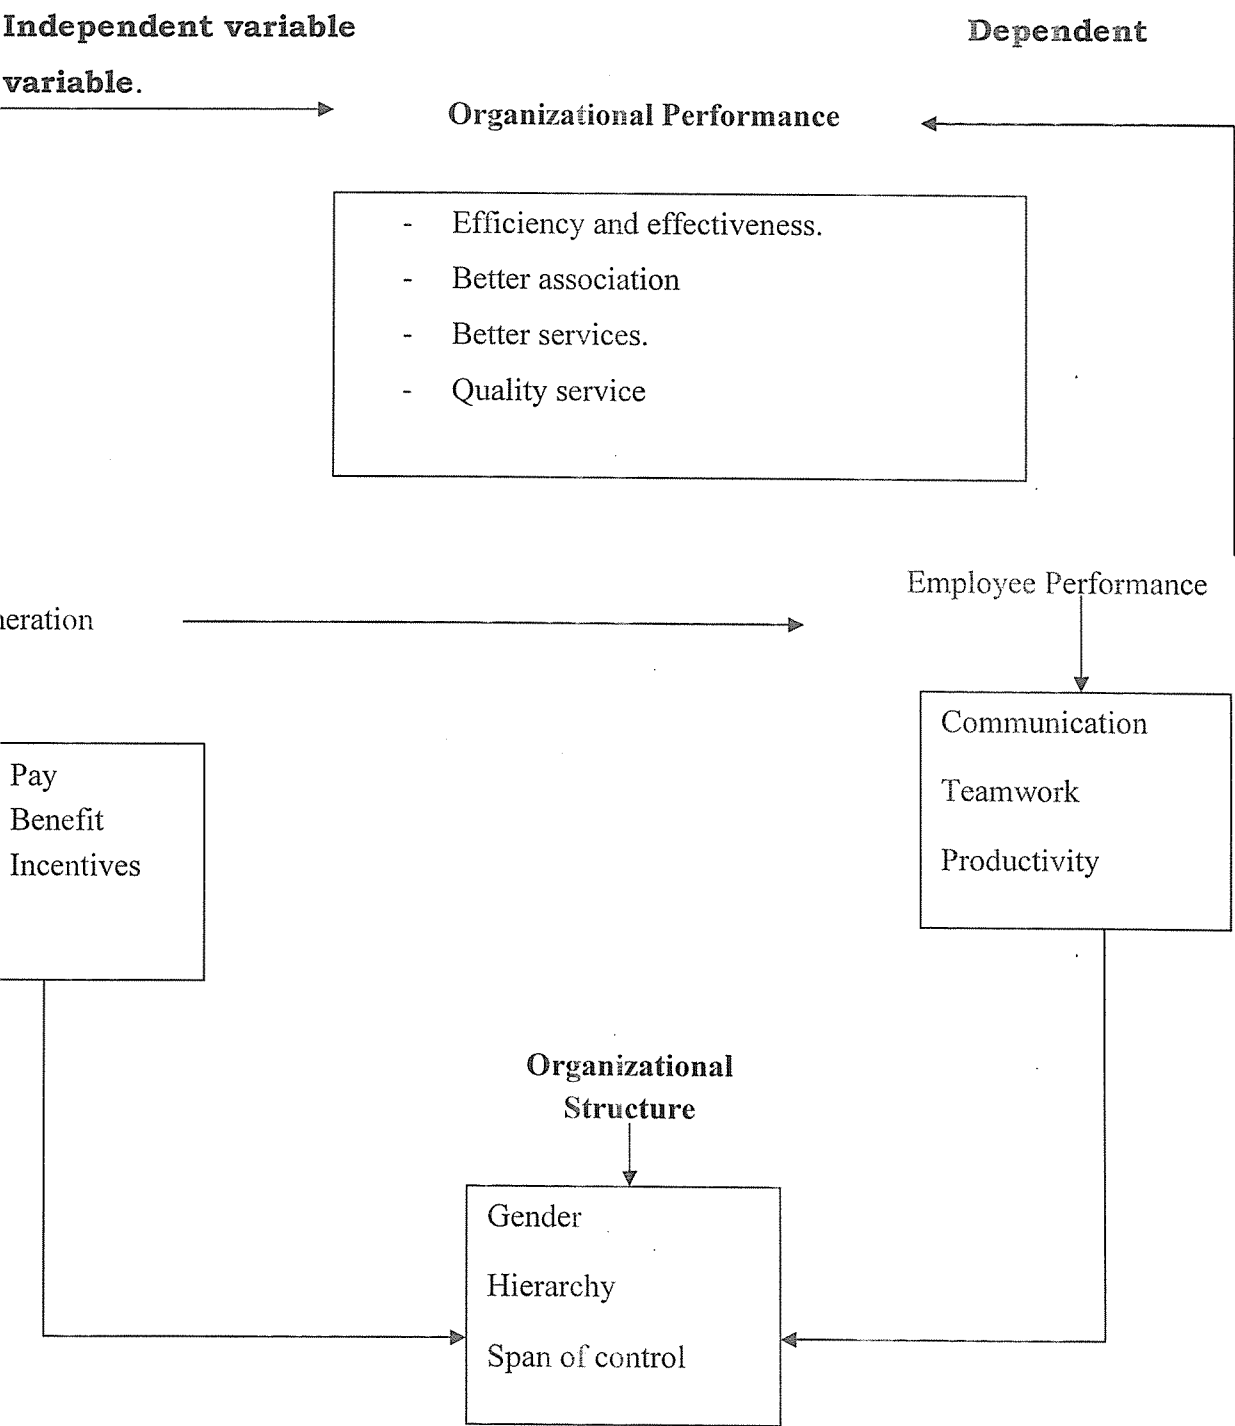 Independent variable Dependent
variable.
Organizational Performance
- Efficiency and effectiveness.
- Better association
- Better services.
- Quality service
Employee Performance
neration
Pay
Benefit
Incentives
Communication
Teamwork
Productivity
Organizational
Structure
Gender
Hierarchy
Span of control